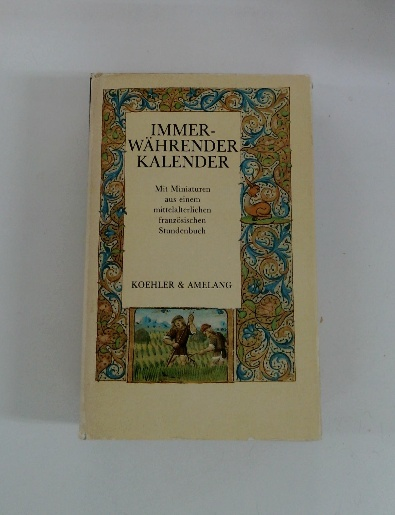 IMMER-
WÄHRENDER
KALENDER
Mit Miniaturen
aus einem
mittelalterlichen
französischen
Stundenbuch
KOEHLER & AMELANG